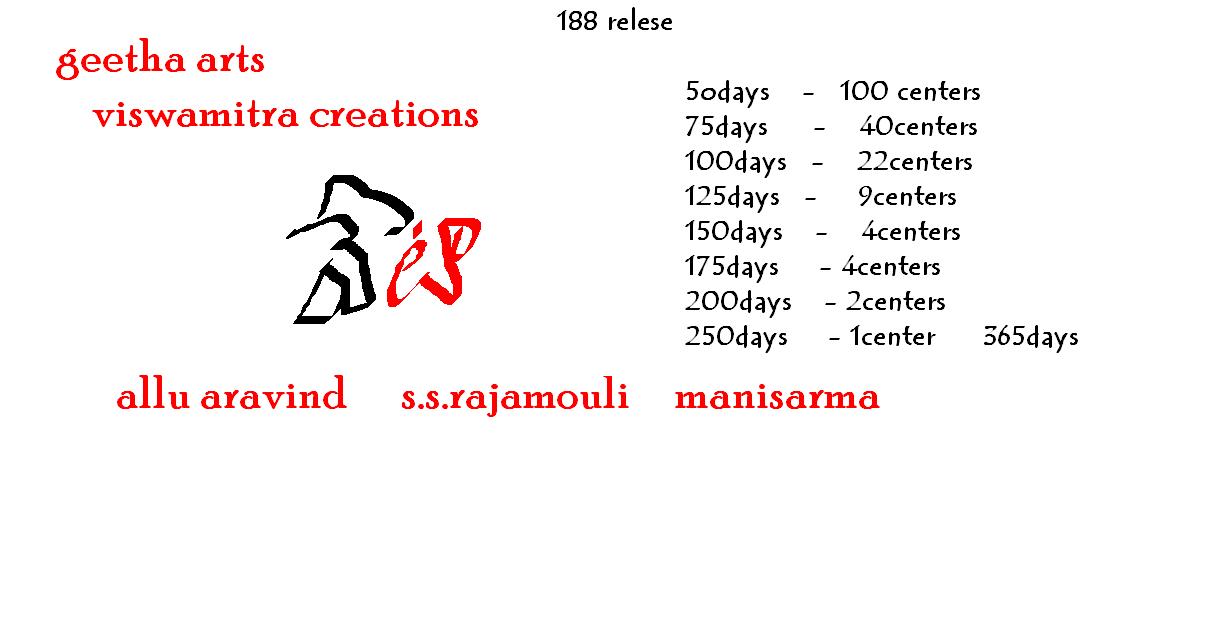 188 relese
geetha arts
viswamitra creations
50days - 100 centers
75days - 40centers
100days - 22centers
125days - 9centers
150days - 4centers
175days - 4centers
200days - 2centers
250days - 1center 365days
allu aravind s.s.rajamouli manisarma